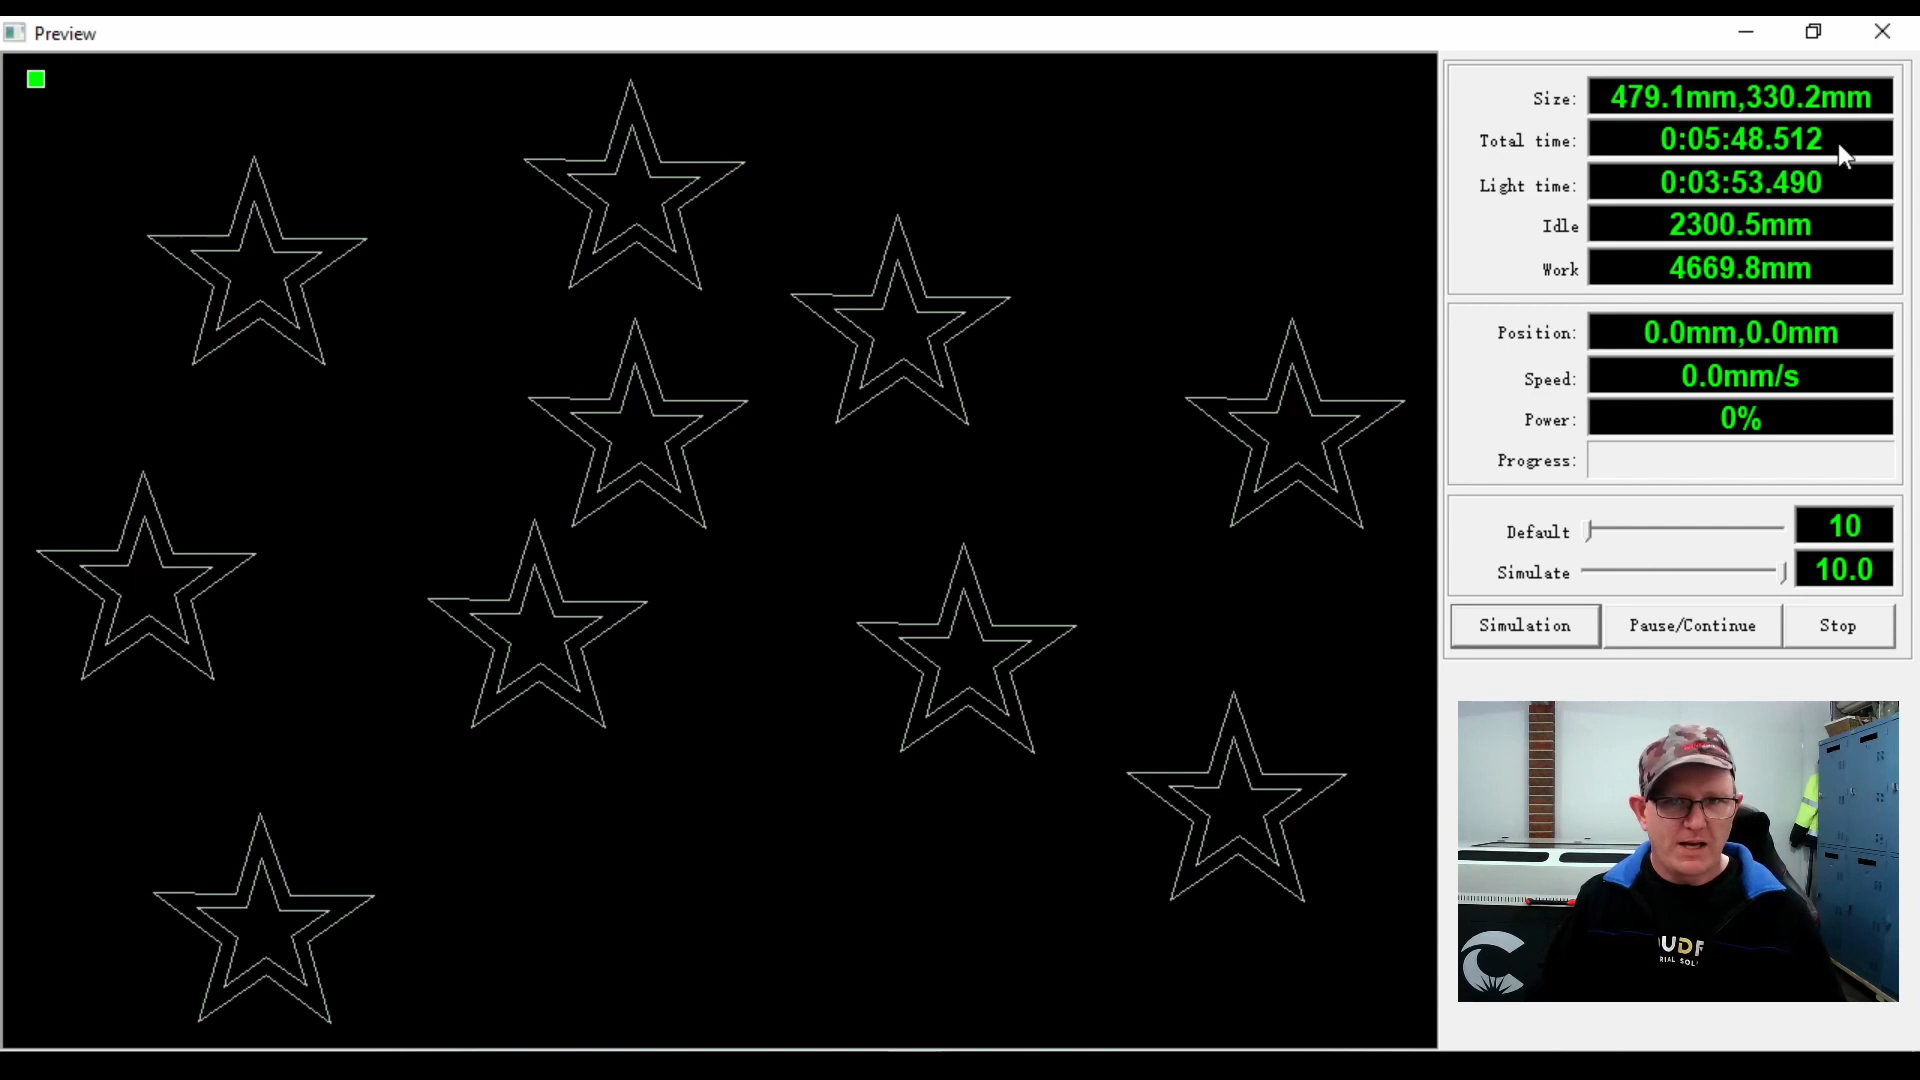 Preview
Size: 479.1mm,330.2mm
Total time: 0:05:48.512
Light time: 0:03:53.490
Idle 2300.5mm
Work 4669.8mm
Position: 0.0mm,0.0mm
Speed: 0.0mm/s
Power: 0%
Progress:
Default 10
Simulate 10.0
Simulation Pause/Continue Stop